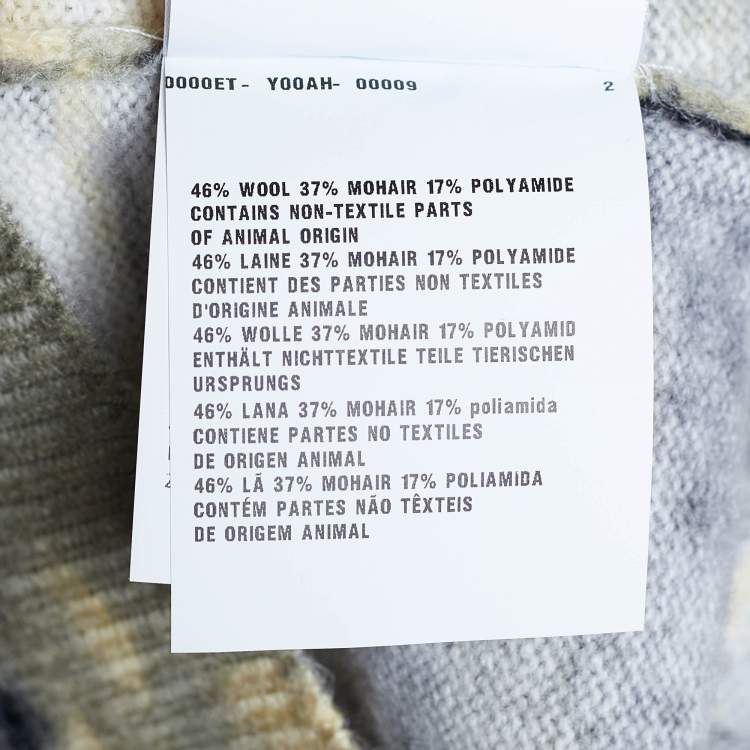 0000ET- Y00AH- 00009 2
46% WOOL 37% MOHAIR 17% POLYAMIDE
CONTAINS NON-TEXTILE PARTS
OF ANIMAL ORIGIN
46% LAINE 37% MOHAIR 17% POLYAMIDE
CONTIENT DES PARTIES NON TEXTILES
D'ORIGINE ANIMALE
46% WOLLE 37% MOHAIR 17% POLYAMID
ENTHÄLT NICHTTEXTILE TEILE TIERISCHEN
URSPRUNGS
46% LANA 37% MOHAIR 17% poliamida
CONTIENE PARTES NO TEXTILES
DE ORIGEN ANIMAL
46% LÃ 37% MOHAIR 17% POLIAMIDA
CONTÉM PARTES NÃO TÊXTEIS
DE ORIGEM ANIMAL